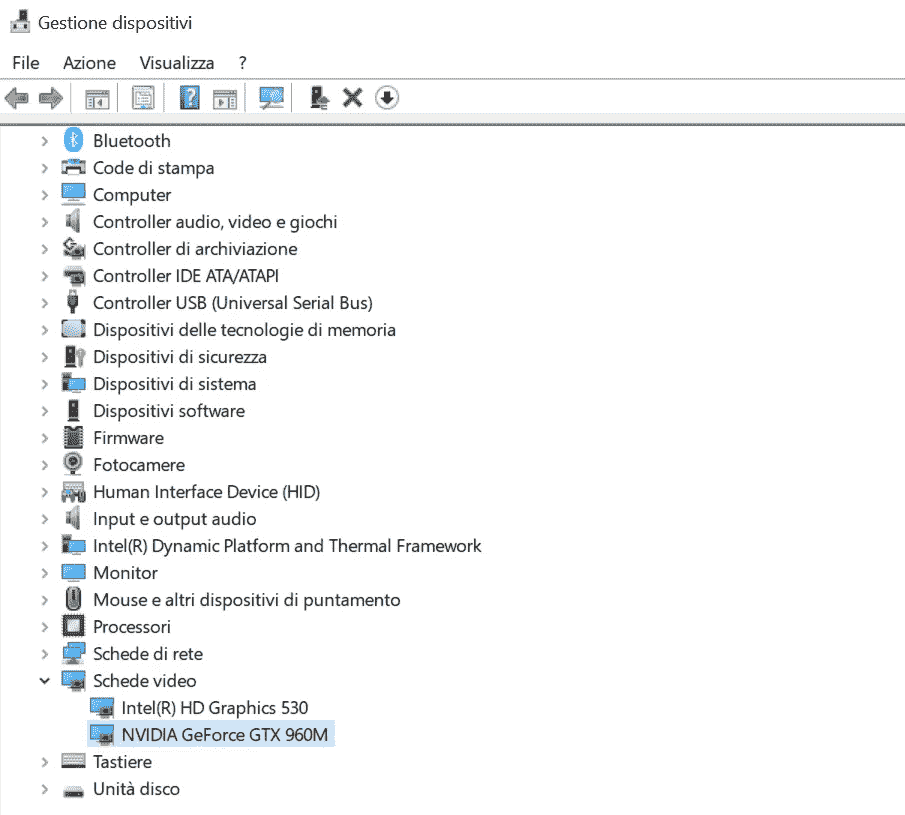 Gestione dispositivi
File Azione Visualizza ?
Bluetooth
Code di stampa
Computer
Controller audio, video e giochi
Controller di archiviazione
Controller IDE ATA/ATAPI
Controller USB (Universal Serial Bus)
Dispositivi delle tecnologie di memoria
Dispositivi di sicurezza
Dispositivi di sistema
Dispositivi software
Firmware
Fotocamere
Human Interface Device (HID)
Input e output audio
Intel(R) Dynamic Platform and Thermal Framework
Monitor
Mouse e altri dispositivi di puntamento
Processori
Schede di rete
Schede video
Intel(R) HD Graphics 530
NVIDIA GeForce GTX 960M
Tastiere
Unità disco